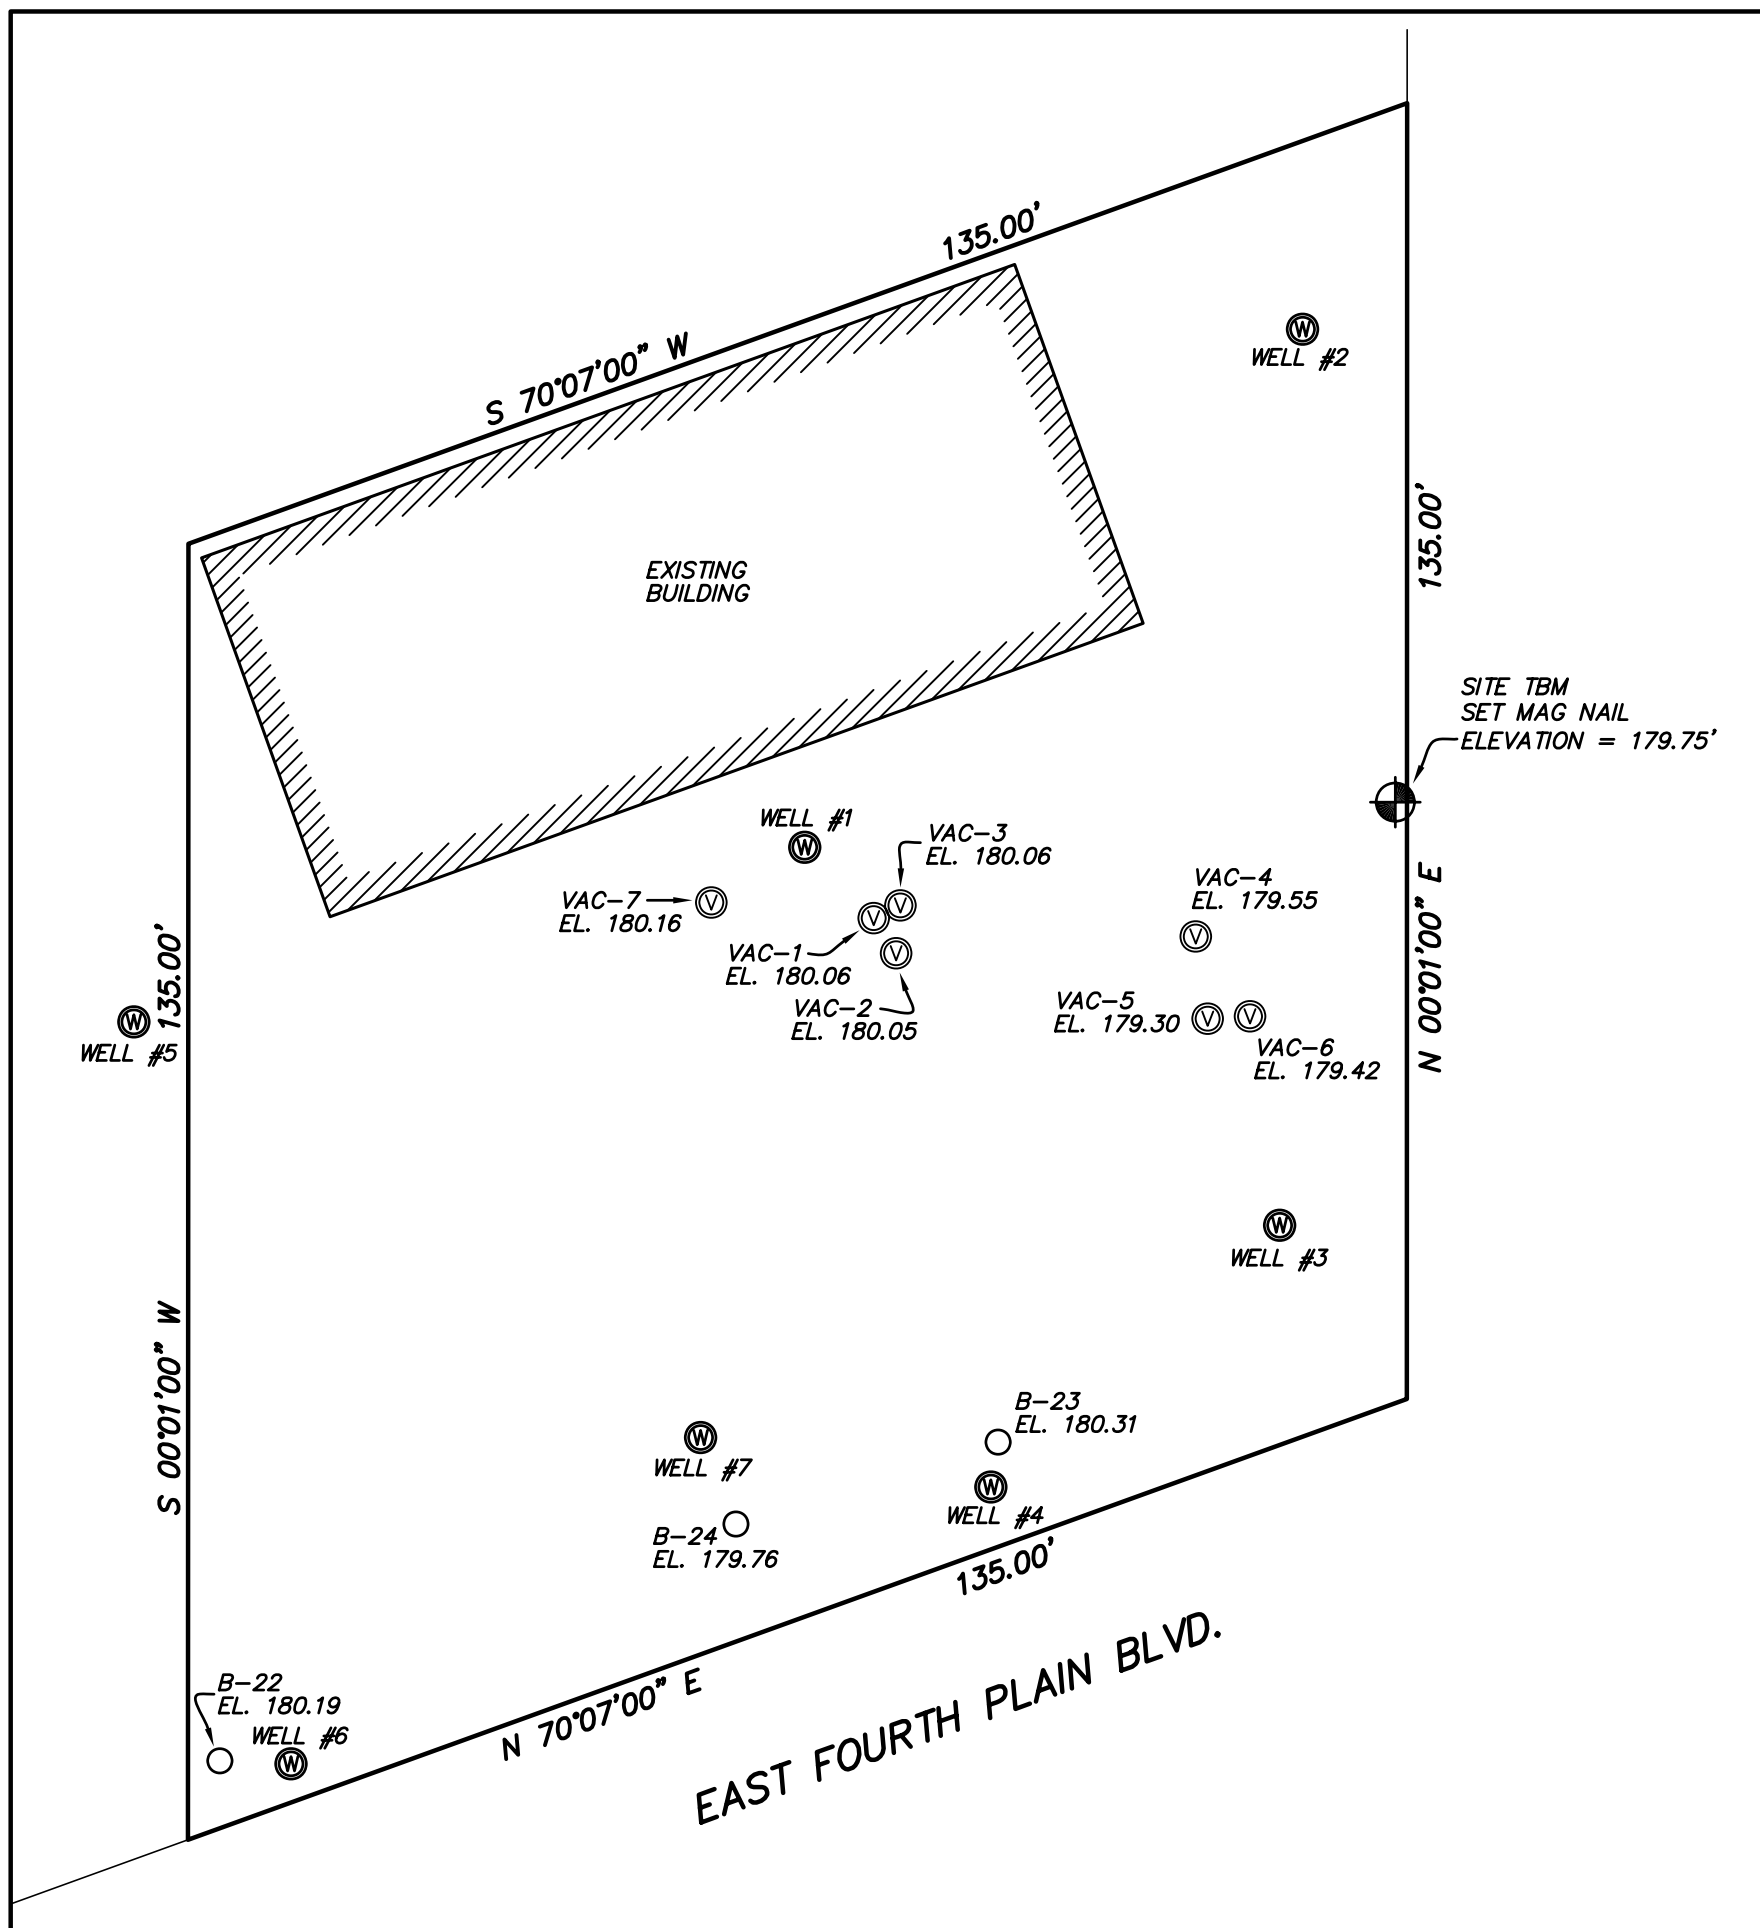 135.00'
S 70°07'00" W
W
WELL #2
135.00'
EXISTING
BUILDING
SITE TBM
SET MAG NAIL
ELEVATION = 179.75'
WELL #1
W
VAC-3
EL. 180.06
V
VAC-7
EL. 180.16
V
V
VAC-1
EL. 180.06
V
VAC-2
EL. 180.05
VAC-4
EL. 179.55
V
N 00°01'00" E
VAC-5
EL. 179.30
V
V
VAC-6
EL. 179.42
135.00'
W
WELL #5
W
WELL #3
S 00°01'00" W
B-23
EL. 180.31
W
WELL #7
W
WELL #4
B-24
EL. 179.76
135.00'
B-22
EL. 180.19
WELL #6
W
N 70°07'00" E
EAST FOURTH PLAIN BLVD.